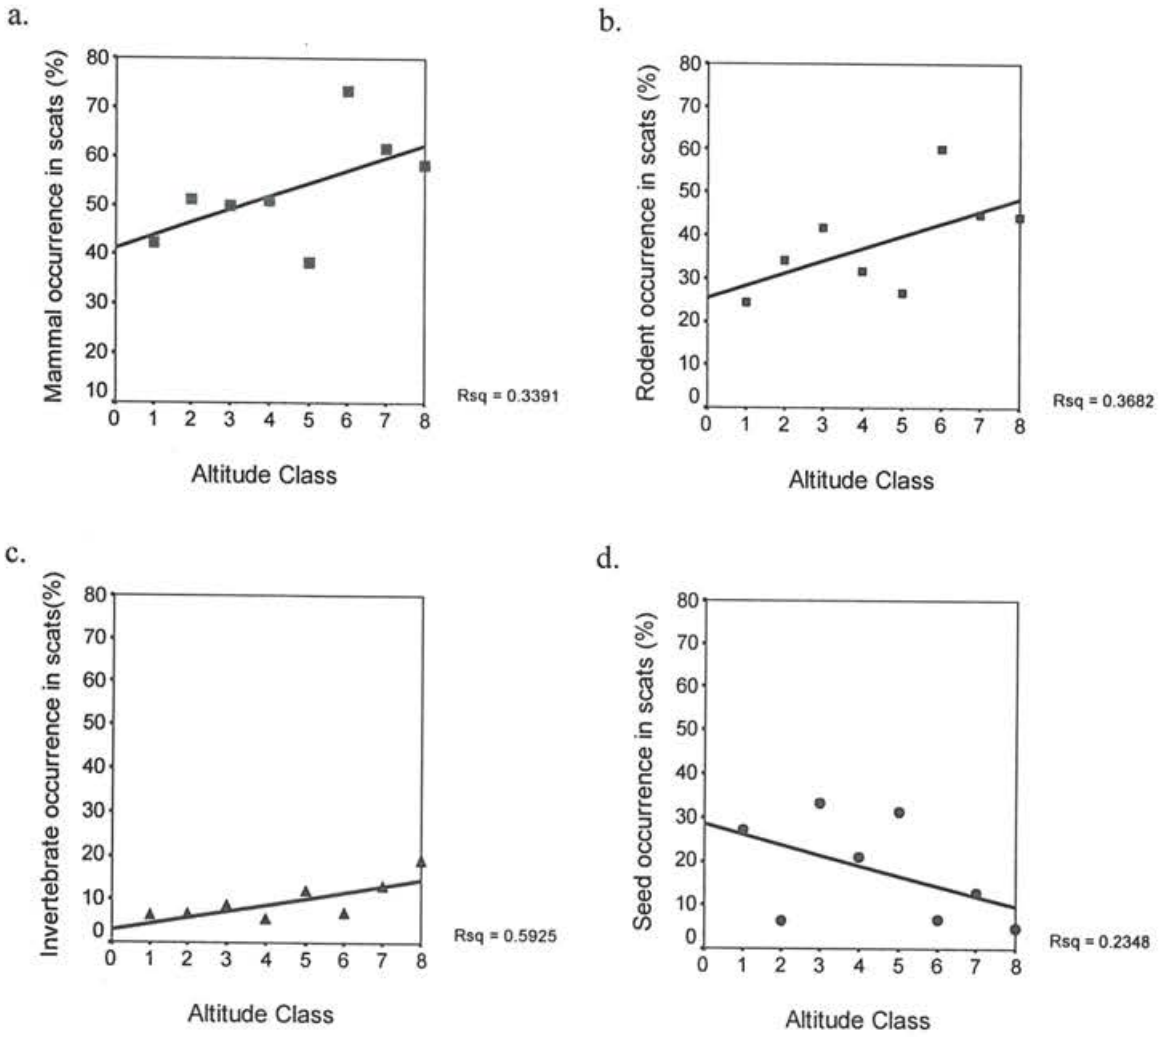 a.
Mammal occurrence in scats (%)
80
70
60
50
40
30
20
10
0 1 2 3 4 5 6 7 8
Altitude Class
Rsq = 0.3391
b.
Rodent occurrence in scats (%)
80
70
60
50
40
30
20
10
0
0 1 2 3 4 5 6 7 8
Altitude Class
Rsq = 0.3682
c.
Invertebrate occurrence in scats(%)
80
70
60
50
40
30
20
10
0
0 1 2 3 4 5 6 7 8
Altitude Class
Rsq = 0.5925
d.
Seed occurrence in scats (%)
80
70
60
50
40
30
20
10
0
0 1 2 3 4 5 6 7 8
Altitude Class
Rsq = 0.2348